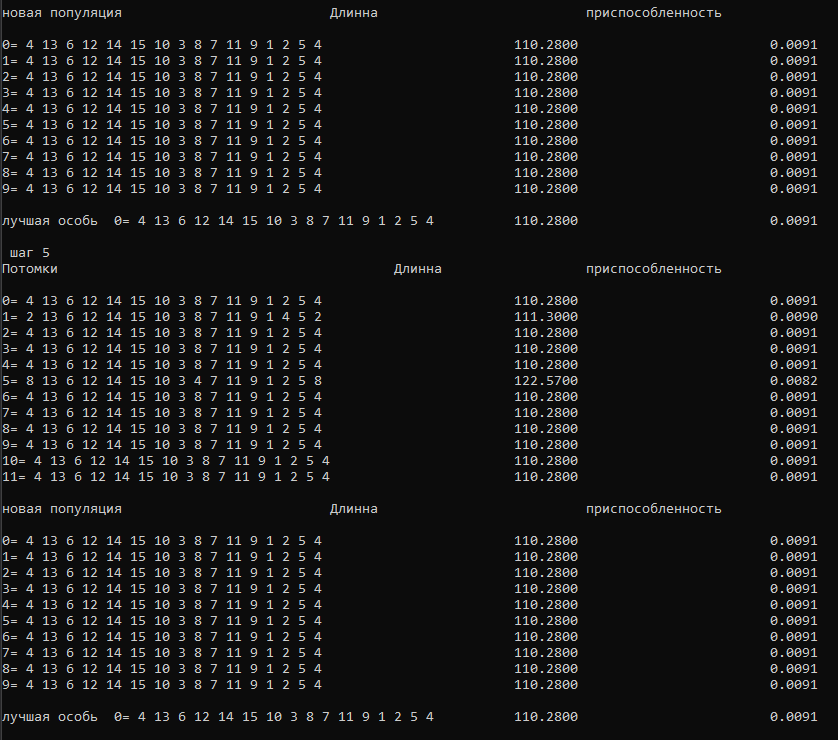 новая популяция Длинна приспособленность
0= 4 13 6 12 14 15 10 3 8 7 11 9 1 2 5 4 110.2800 0.0091
1= 4 13 6 12 14 15 10 3 8 7 11 9 1 2 5 4 110.2800 0.0091
2= 4 13 6 12 14 15 10 3 8 7 11 9 1 2 5 4 110.2800 0.0091
3= 4 13 6 12 14 15 10 3 8 7 11 9 1 2 5 4 110.2800 0.0091
4= 4 13 6 12 14 15 10 3 8 7 11 9 1 2 5 4 110.2800 0.0091
5= 4 13 6 12 14 15 10 3 8 7 11 9 1 2 5 4 110.2800 0.0091
6= 4 13 6 12 14 15 10 3 8 7 11 9 1 2 5 4 110.2800 0.0091
7= 4 13 6 12 14 15 10 3 8 7 11 9 1 2 5 4 110.2800 0.0091
8= 4 13 6 12 14 15 10 3 8 7 11 9 1 2 5 4 110.2800 0.0091
9= 4 13 6 12 14 15 10 3 8 7 11 9 1 2 5 4 110.2800 0.0091
лучшая особь 0= 4 13 6 12 14 15 10 3 8 7 11 9 1 2 5 4 110.2800 0.0091
шаг 5
Потомки Длинна приспособленность
0= 4 13 6 12 14 15 10 3 8 7 11 9 1 2 5 4 110.2800 0.0091
1= 2 13 6 12 14 15 10 3 8 7 11 9 1 4 5 2 111.3000 0.0090
2= 4 13 6 12 14 15 10 3 8 7 11 9 1 2 5 4 110.2800 0.0091
3= 4 13 6 12 14 15 10 3 8 7 11 9 1 2 5 4 110.2800 0.0091
4= 4 13 6 12 14 15 10 3 8 7 11 9 1 2 5 4 110.2800 0.0091
5= 8 13 6 12 14 15 10 3 4 7 11 9 1 2 5 8 122.5700 0.0082
6= 4 13 6 12 14 15 10 3 8 7 11 9 1 2 5 4 110.2800 0.0091
7= 4 13 6 12 14 15 10 3 8 7 11 9 1 2 5 4 110.2800 0.0091
8= 4 13 6 12 14 15 10 3 8 7 11 9 1 2 5 4 110.2800 0.0091
9= 4 13 6 12 14 15 10 3 8 7 11 9 1 2 5 4 110.2800 0.0091
10= 4 13 6 12 14 15 10 3 8 7 11 9 1 2 5 4 110.2800 0.0091
11= 4 13 6 12 14 15 10 3 8 7 11 9 1 2 5 4 110.2800 0.0091
новая популяция Длинна приспособленность
0= 4 13 6 12 14 15 10 3 8 7 11 9 1 2 5 4 110.2800 0.0091
1= 4 13 6 12 14 15 10 3 8 7 11 9 1 2 5 4 110.2800 0.0091
2= 4 13 6 12 14 15 10 3 8 7 11 9 1 2 5 4 110.2800 0.0091
3= 4 13 6 12 14 15 10 3 8 7 11 9 1 2 5 4 110.2800 0.0091
4= 4 13 6 12 14 15 10 3 8 7 11 9 1 2 5 4 110.2800 0.0091
5= 4 13 6 12 14 15 10 3 8 7 11 9 1 2 5 4 110.2800 0.0091
6= 4 13 6 12 14 15 10 3 8 7 11 9 1 2 5 4 110.2800 0.0091
7= 4 13 6 12 14 15 10 3 8 7 11 9 1 2 5 4 110.2800 0.0091
8= 4 13 6 12 14 15 10 3 8 7 11 9 1 2 5 4 110.2800 0.0091
9= 4 13 6 12 14 15 10 3 8 7 11 9 1 2 5 4 110.2800 0.0091
лучшая особь 0= 4 13 6 12 14 15 10 3 8 7 11 9 1 2 5 4 110.2800 0.0091